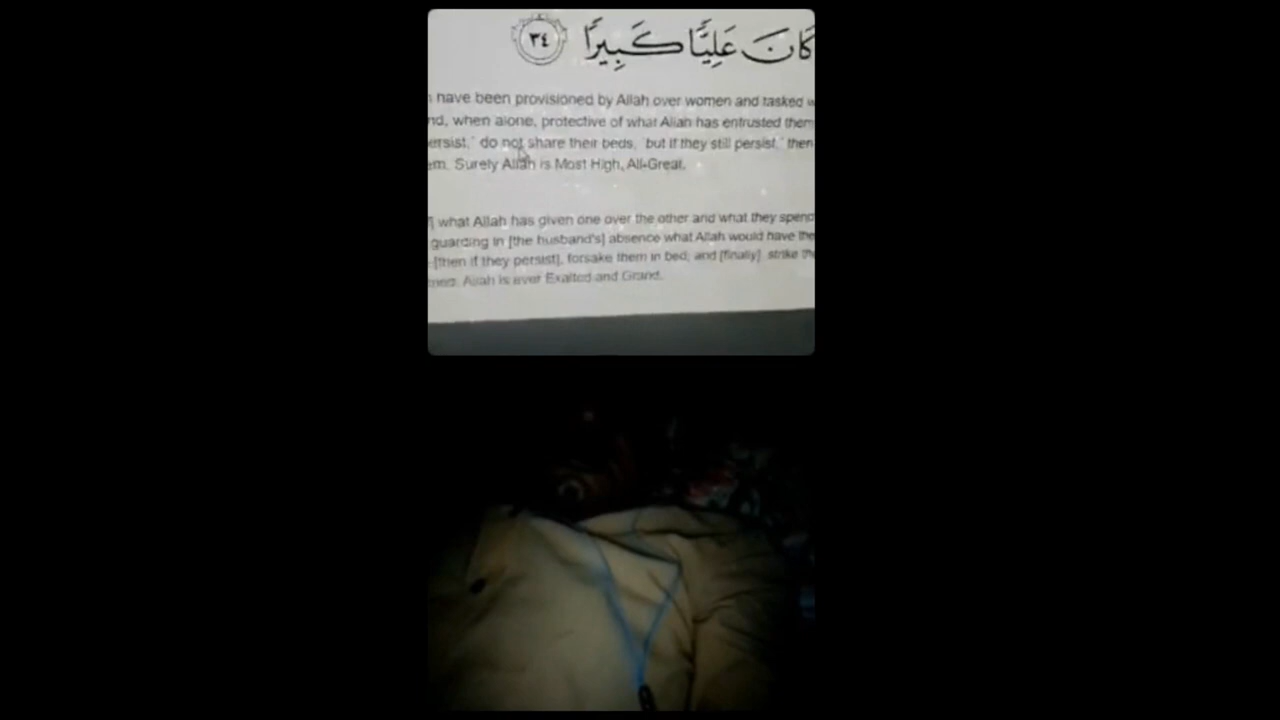 كَانَ عَلِيًّا كَبِيرًا ٣٤
have been provisioned by Allah over women and tasked
nd, when alone, protective of what Allah has entrusted them
ersist, do not share their beds, but if they still persist, then
em. Surely Allah is Most High, All-Great.
what Allah has given one over the other and what they spend
guarding in [the husband's] absence what Allah would have the
[then if they persist], forsake them in bed; and [finally], strike the
Allah is ever Exalted and Grand.